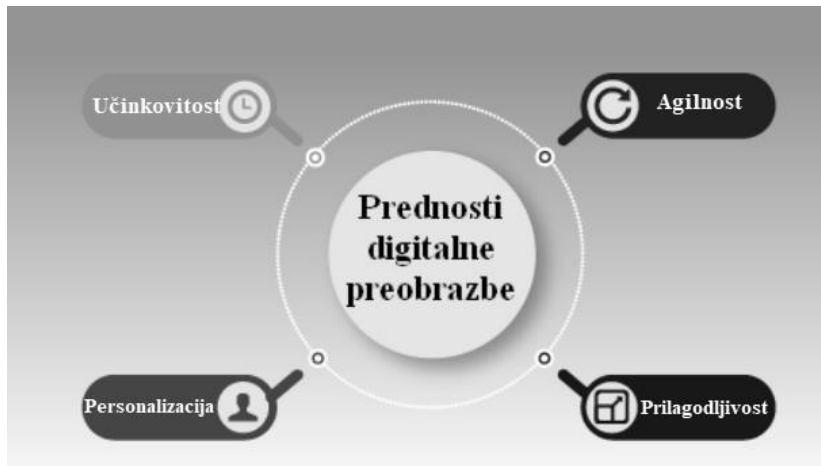 Učinkovitost
Agilnost
Prednosti
digitalne
preobrazbe
Personalizacija
Prilagodljivost